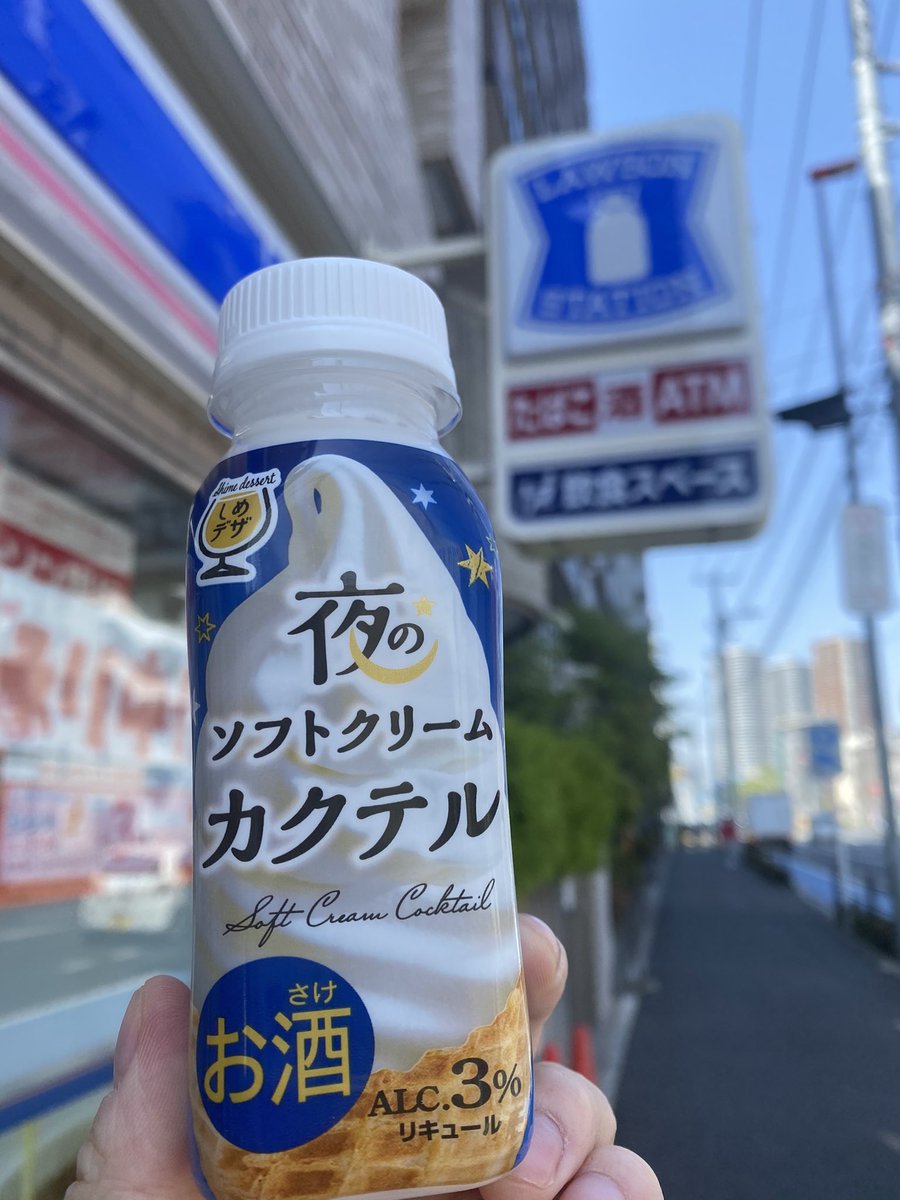 LAWSON
STATION
たばこ 酒 ATM
飲食スペース
Shime dessert
しめ
デザ
夜の
ソフトクリーム
カクテル
Soft Cream Cocktail
さけ
お酒
ALC.3%
リキュール